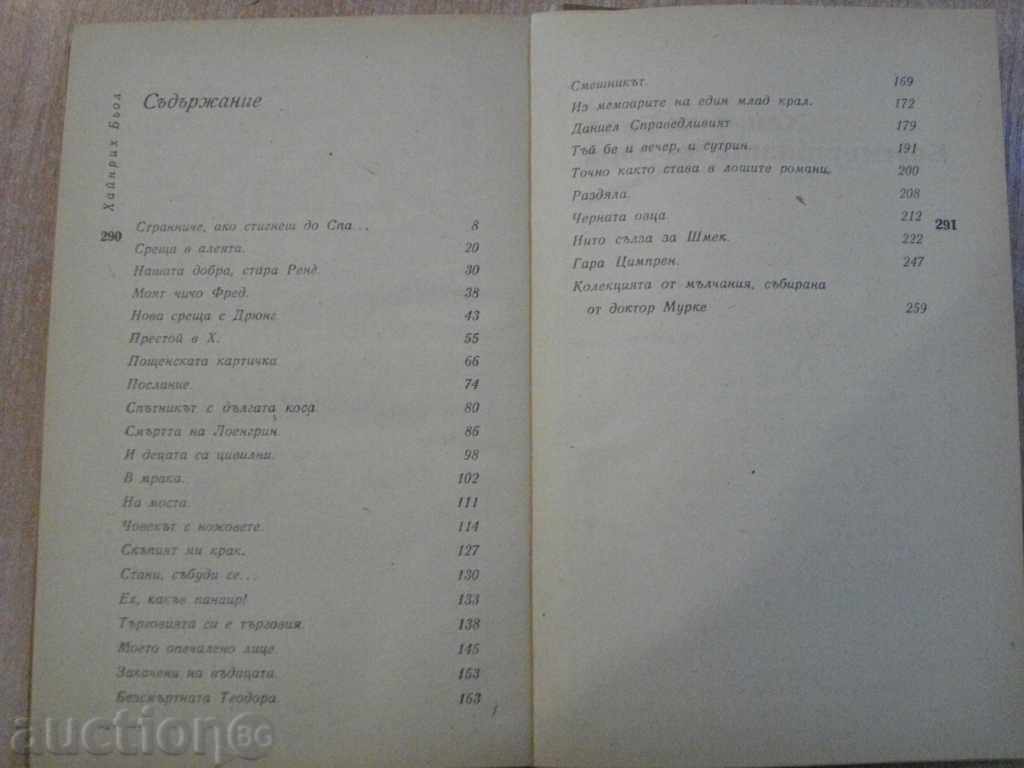 Съдържание
Хайнрих Бьол
290
Страннико, ако стигнеш до Спа... 8
Среща в алеята. 20
Нашата добра, стара Ренд. 30
Моят чичо Фред. 38
Нова среща с Дрюнг. 43
Престой в Х. 55
Пощенската картичка. 66
Послание. 74
Спътникът с дългата коса. 80
Смъртта на Лоенгрин. 86
И децата са цивилни. 98
В мрака. 102
На моста. 111
Човекът с ножовете. 114
Скъпият ми крак. 127
Стани, събуди се... 130
Ех, какъв панаир! 133
Търговията си е търговия. 138
Моето опечалено лице. 145
Закачени на въдицата. 153
Безсмъртната Теодора. 163
Смешникът. 169
Из мемоарите на един млад крал. 172
Даниел Справедливият 179
Тъй бе и вечер, и сутрин. 191
Точно както става в лошите романи. 200
Раздяла. 208
Черната овца. 212
291
Нито сълза за Шмек. 222
Гара Цимпрен. 247
Колекцията от мълчания, събирана
от доктор Мурке 259
auctionBG